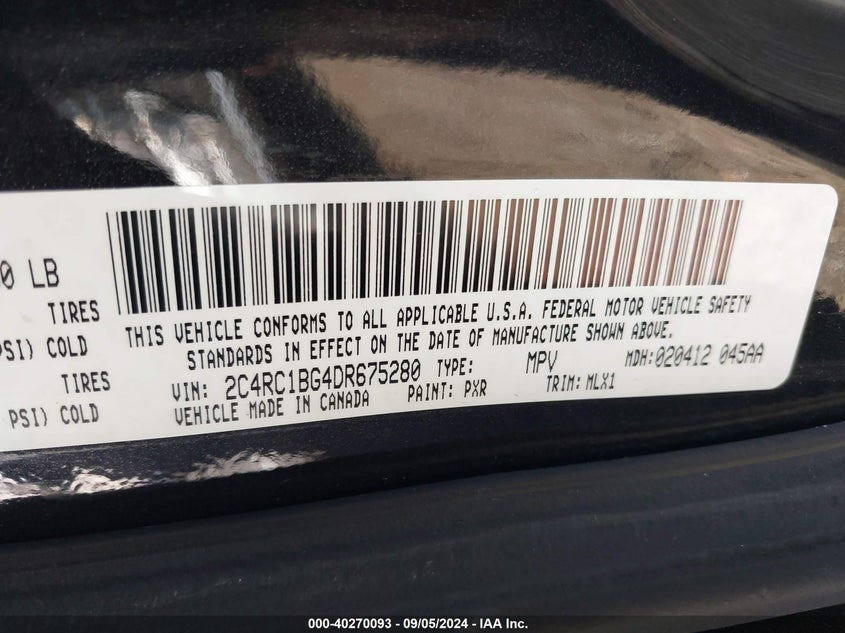 0 LB
TIRES
PSI) COLD
TIRES
PSI) COLD
THIS VEHICLE CONFORMS TO ALL APPLICABLE U.S.A. FEDERAL MOTOR VEHICLE SAFETY
STANDARDS IN EFFECT ON THE DATE OF MANUFACTURE SHOWN ABOVE.
VIN: 2C4RC1BG4DR675280 TYPE: MPV MDH:020412 045AA
VEHICLE MADE IN CANADA PAINT: PXR TRIM: MLX1
000-40270093 - 09/05/2024 - IAA Inc.